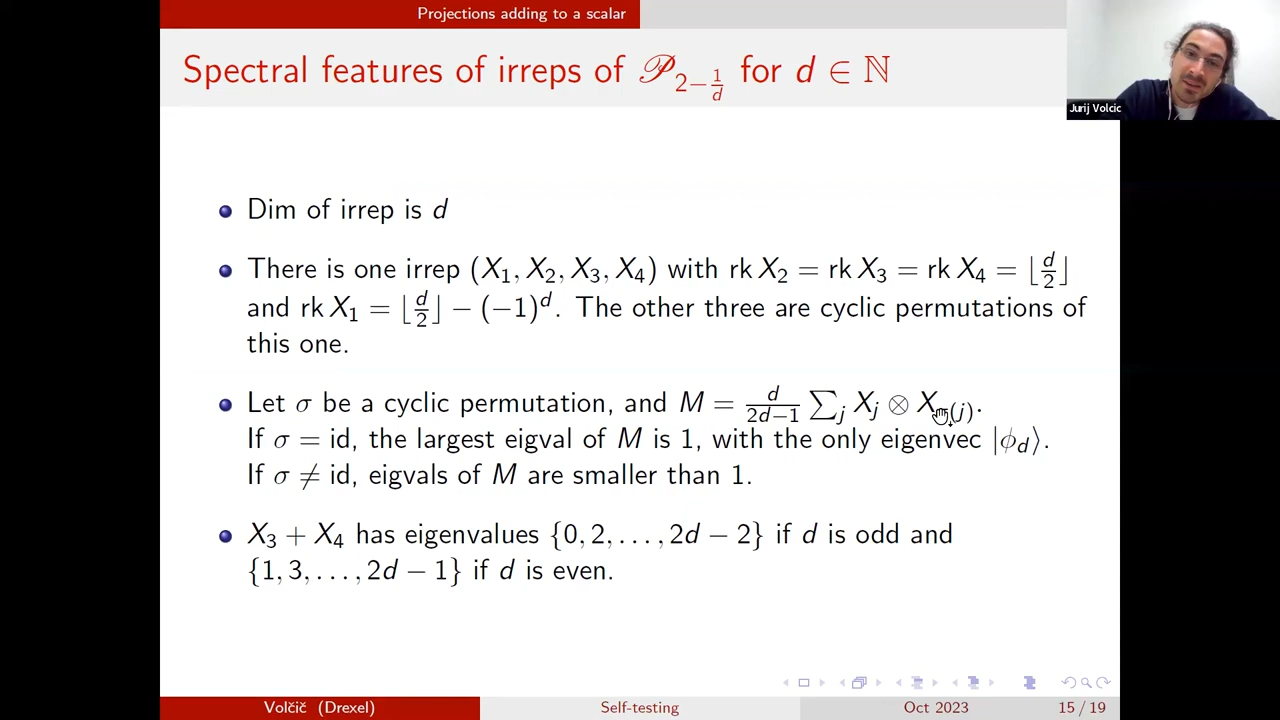 Projections adding to a scalar
Spectral features of irreps of 𝒫_{2−\frac{1}{d}} for d ∈ ℕ
Jurij Volcic
Dim of irrep is d
There is one irrep (X₁, X₂, X₃, X₄) with rk X₂ = rk X₃ = rk X₄ = ⌊\frac{d}{2}⌋
and rk X₁ = ⌊\frac{d}{2}⌋ − (−1)^d. The other three are cyclic permutations of
this one.
Let σ be a cyclic permutation, and M = \frac{d}{2d−1} ∑_j X_j ⊗ X_{σ(j)}.
If σ = id, the largest eigval of M is 1, with the only eigenvec |ϕ_d⟩.
If σ ≠ id, eigvals of M are smaller than 1.
X₃ + X₄ has eigenvalues {0, 2, . . . , 2d − 2} if d is odd and
{1, 3, . . . , 2d − 1} if d is even.
Volčič (Drexel)
Self-testing
Oct 2023
15 / 19